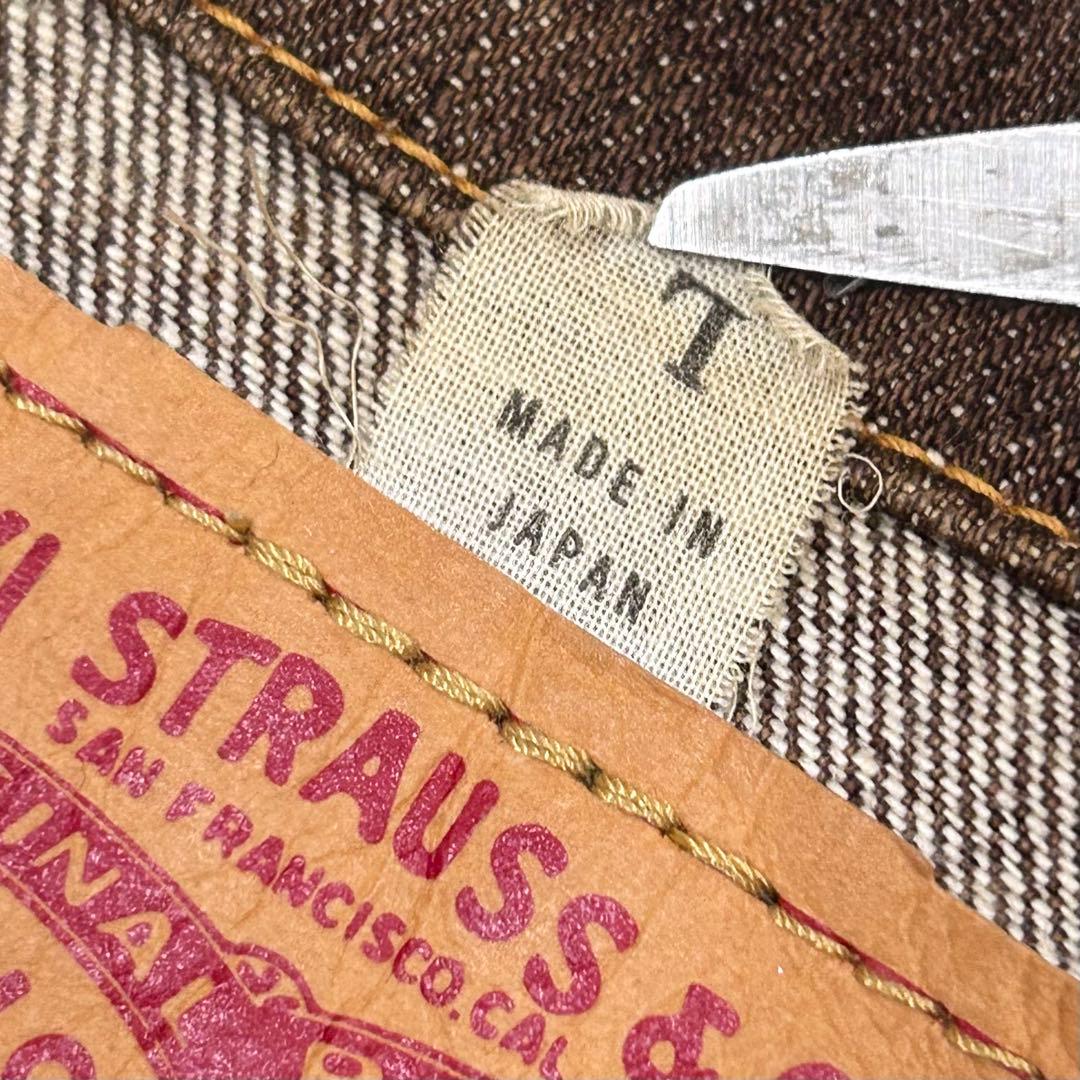 T
MADE IN
JAPAN
STRAUSS &
SAN FRANCISCO. CAL